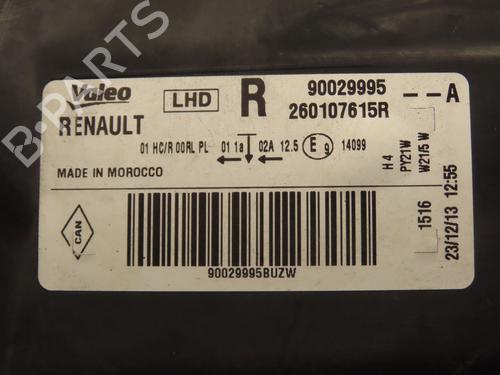 Valeo LHD R 90029995 --A
RENAULT 260107615R
01 HC/R 00RL PL 01 1a 02A 12.5 E9 14099
MADE IN MOROCCO
CAN
90029995BUZW
H4
PY21W
W21/5 W
1516
23/12/13 12:55
B-PARTS